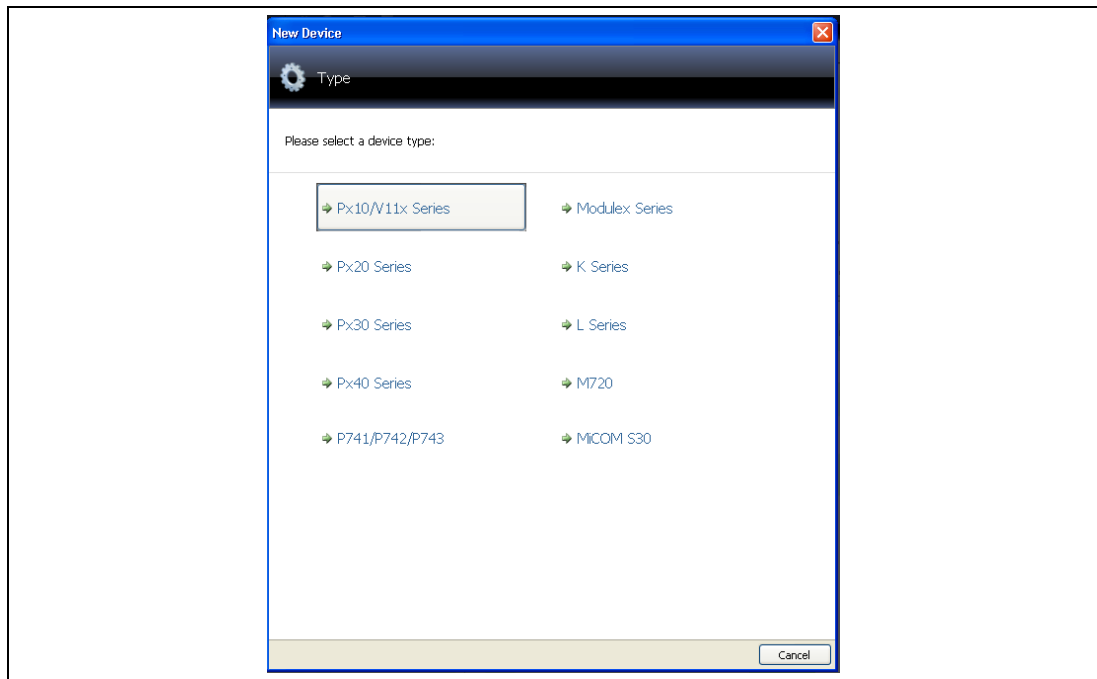 New Device
Type
Please select a device type:
Px10/V11x Series
Modulex Series
Px20 Series
K Series
Px30 Series
L Series
Px40 Series
M720
P741/P742/P743
MiCOM S30
Cancel